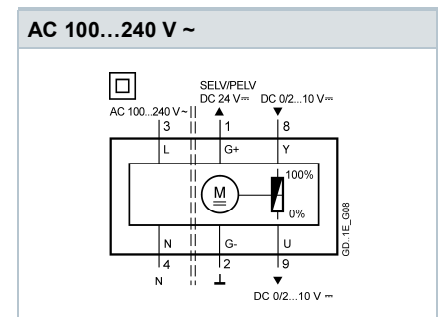 AC 100...240 V ~
SELV/PELV
DC 24 V⎓ DC 0/2...10 V⎓
AC 100...240 V~
3 1 8
L G+ Y
100%
M
0%
N G- U
4 2 9
N
DC 0/2...10 V ⎓
GD..1E_G08